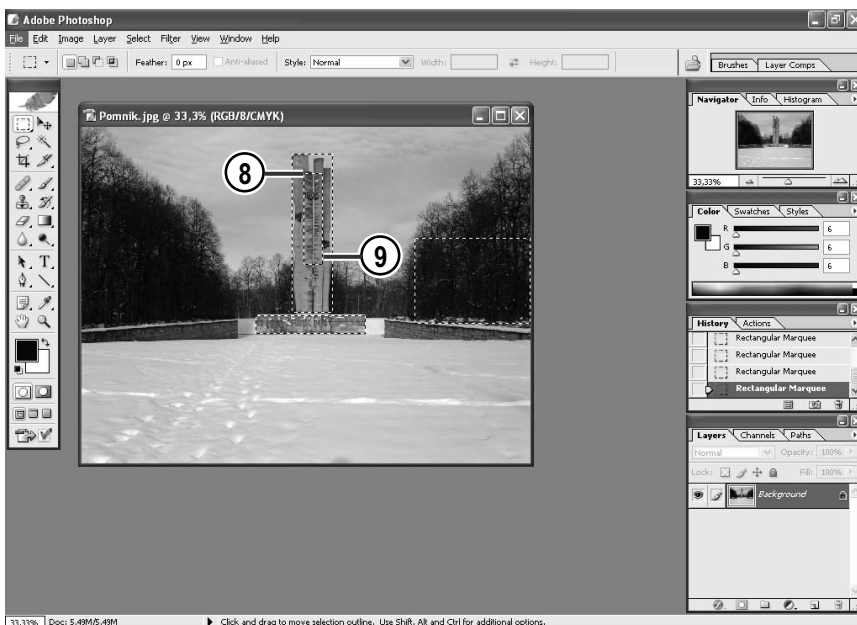 Adobe Photoshop
File Edit Image Layer Select Filter View Window Help
Feather: 0 px Anti-aliased Style: Normal Width: Height: Brushes Layer Comps
Pomnik.jpg @ 33,3% (RGB/8/CMYK)
8
9
Navigator Info Histogram
33,33%
Color Swatches Styles
R 6
G 6
B 6
History Actions
Rectangular Marquee
Rectangular Marquee
Rectangular Marquee
Rectangular Marquee
Layers Channels Paths
Normal Opacity: 100%
Lock: Fill: 100%
Background
33,33% Doc: 5,49M/5,49M Click and drag to move selection outline. Use Shift, Alt and Ctrl for additional options.